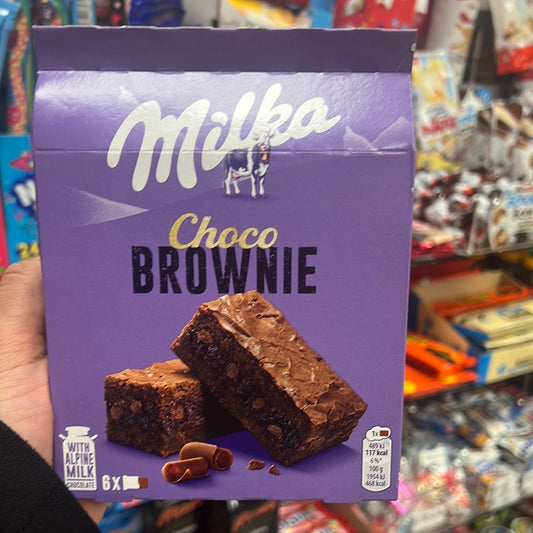 Milka
Choco
BROWNIE
WITH
ALPINE
MILK
CHOCOLATE
6x
1x
489 kJ
117 kcal
6 %*
100 g
1954 kJ
468 kcal